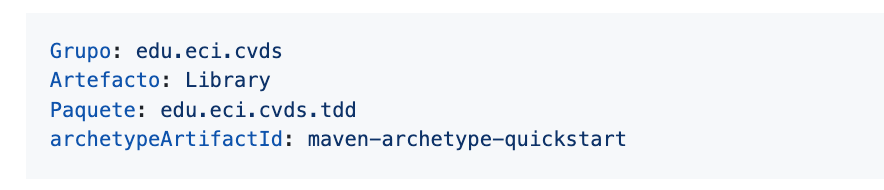 Grupo: edu.eci.cvds
Artefacto: Library
Paquete: edu.eci.cvds.tdd
archetypeArtifactId: maven-archetype-quickstart